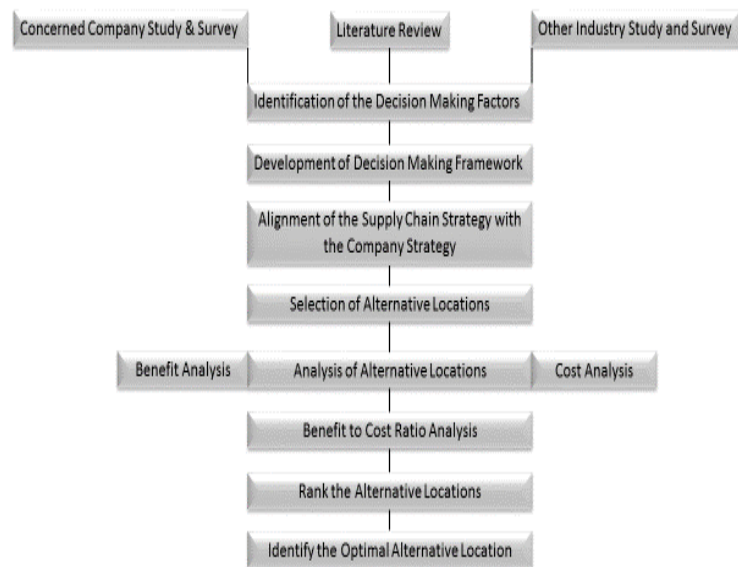 Concerned Company Study & Survey
Literature Review
Other Industry Study and Survey
Identification of the Decision Making Factors
Development of Decision Making Framework
Alignment of the Supply Chain Strategy with
the Company Strategy
Selection of Alternative Locations
Benefit Analysis
Analysis of Alternative Locations
Cost Analysis
Benefit to Cost Ratio Analysis
Rank the Alternative Locations
Identify the Optimal Alternative Location